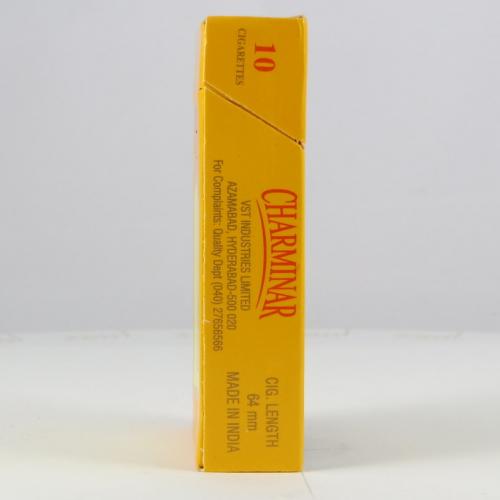 10
CIGARETTES
CHARMINAR
VST INDUSTRIES LIMITED
AZAMABAD, HYDERABAD-500 020
For Complaints: Quality Dept (040) 27656566
CIG. LENGTH
64 mm
MADE IN INDIA